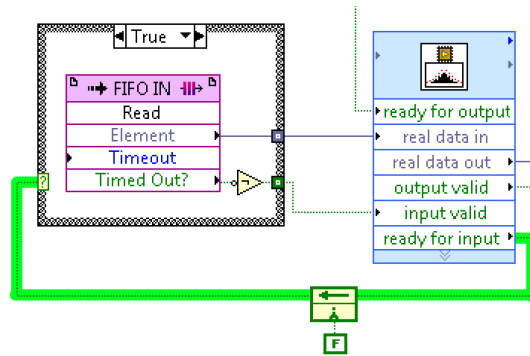 True
FIFO IN
Read
Element
Timeout
Timed Out?
?
ready for output
real data in
real data out
output valid
input valid
ready for input
F